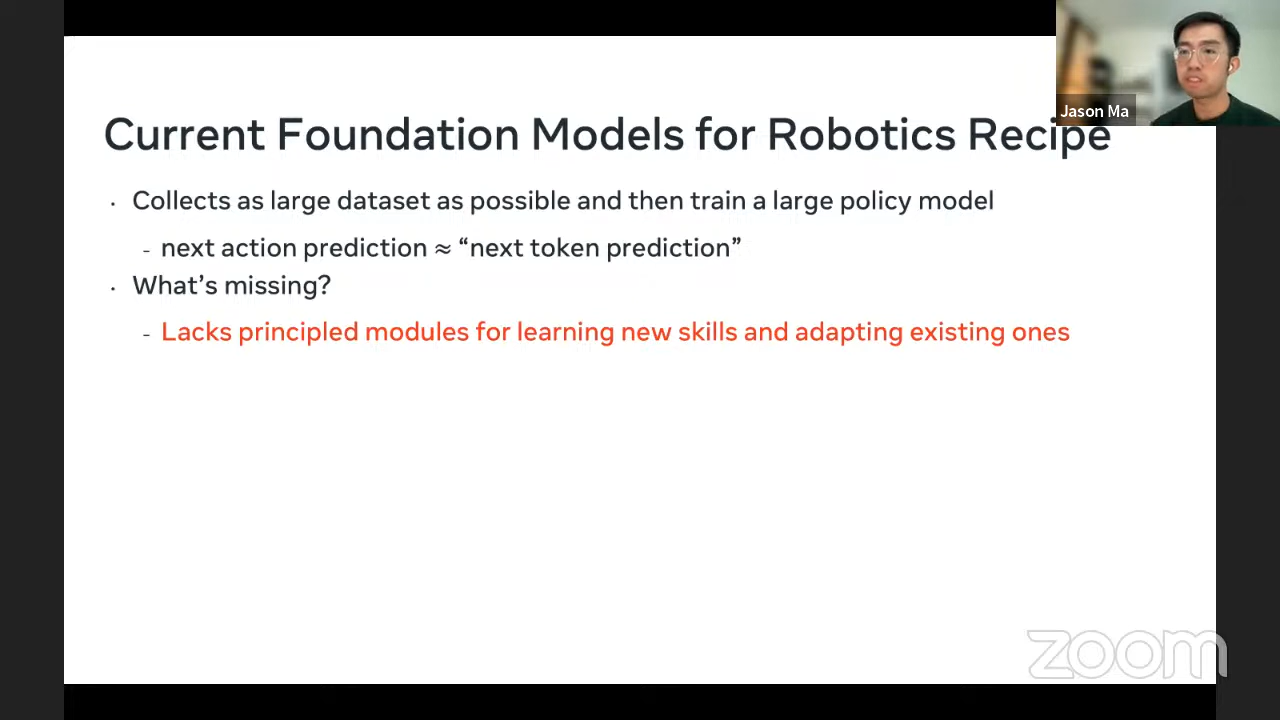 Jason Ma
Current Foundation Models for Robotics Recipe
· Collects as large dataset as possible and then train a large policy model
- next action prediction ≈ “next token prediction”
· What’s missing?
- Lacks principled modules for learning new skills and adapting existing ones
zoom